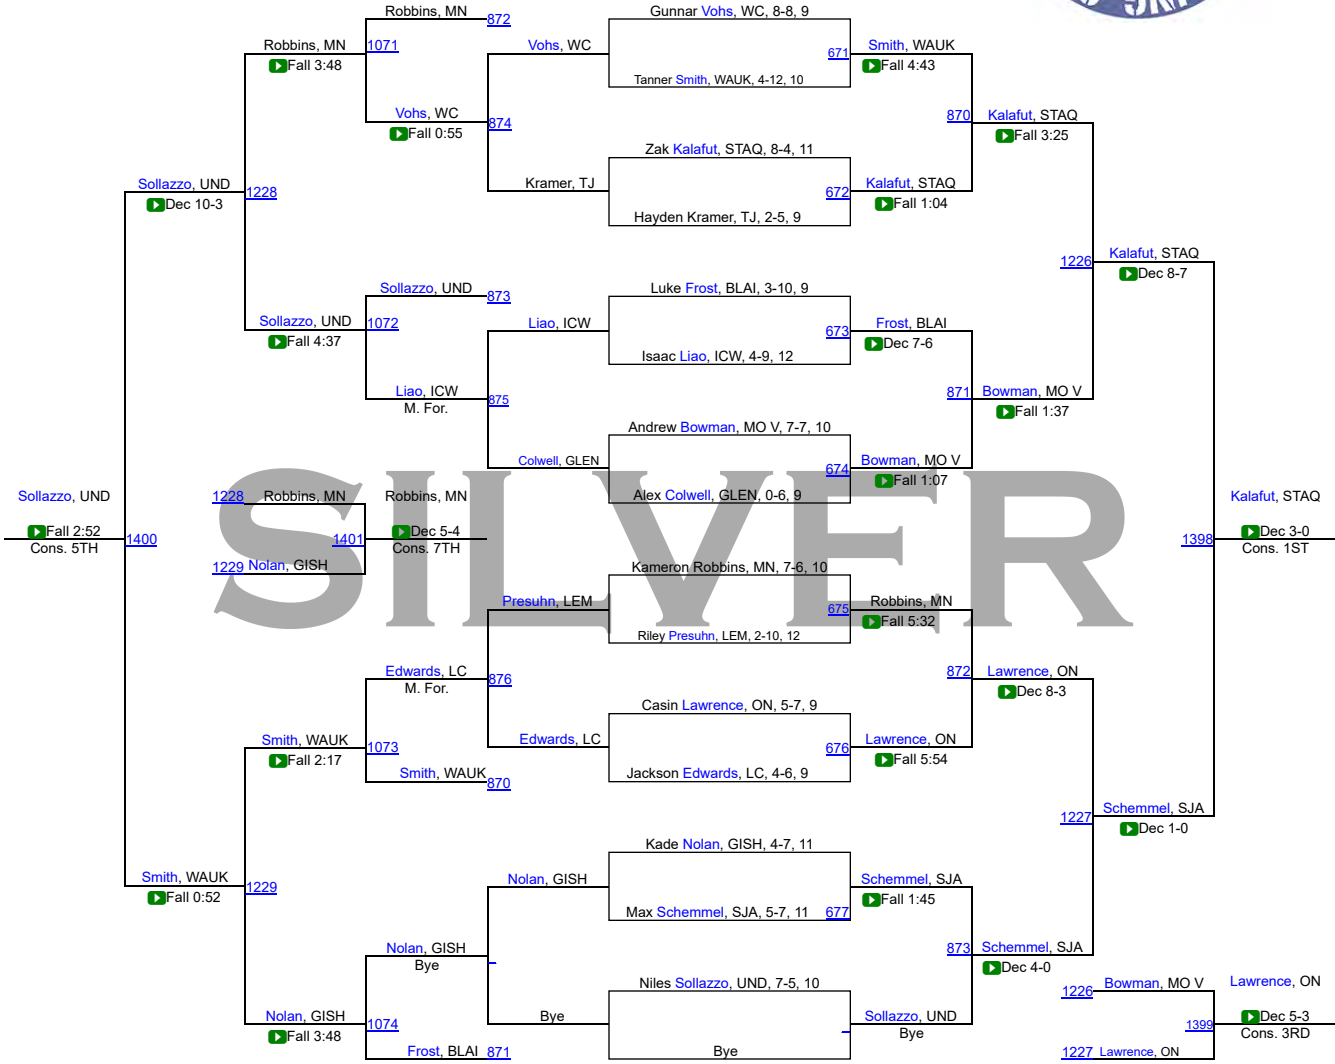 Robbins, MN
872
Gunnar Vohs, WC, 8-8, 9
Robbins, MN
1071
Vohs, WC
671
Smith, WAUK
Fall 3:48
Fall 4:43
Tanner Smith, WAUK, 4-12, 10
Vohs, WC
874
870
Kalafut, STAQ
Fall 0:55
Fall 3:25
Zak Kalafut, STAQ, 8-4, 11
Sollazzo, UND
1228
Kramer, TJ
672
Kalafut, STAQ
Dec 10-3
Fall 1:04
Hayden Kramer, TJ, 2-5, 9
1226
Kalafut, STAQ
Dec 8-7
Sollazzo, UND
873
Luke Frost, BLAI, 3-10, 9
Sollazzo, UND
1072
Liao, ICW
673
Frost, BLAI
Fall 4:37
Dec 7-6
Isaac Liao, ICW, 4-9, 12
Liao, ICW
875
871
Bowman, MO V
M. For.
Fall 1:37
Andrew Bowman, MO V, 7-7, 10
Colwell, GLEN
674
Bowman, MO V
Fall 1:07
SILVER
Sollazzo, UND
1228
Robbins, MN
Robbins, MN
Alex Colwell, GLEN, 0-6, 9
Kalafut, STAQ
Fall 2:52
1400
1401
Dec 5-4
1398
Dec 3-0
Cons. 5TH
Cons. 7TH
Cons. 1ST
1229
Nolan, GISH
Kameron Robbins, MN, 7-6, 10
Presuhn, LEM
675
Robbins, MN
Fall 5:32
Riley Presuhn, LEM, 2-10, 12
Edwards, LC
876
872
Lawrence, ON
M. For.
Dec 8-3
Casin Lawrence, ON, 5-7, 9
Smith, WAUK
1073
Edwards, LC
676
Lawrence, ON
Fall 2:17
Fall 5:54
Smith, WAUK
870
Jackson Edwards, LC, 4-6, 9
1227
Schemmel, SJA
Dec 1-0
Kade Nolan, GISH, 4-7, 11
Smith, WAUK
1229
Nolan, GISH
Schemmel, SJA
Fall 0:52
Fall 1:45
Max Schemmel, SJA, 5-7, 11
677
Nolan, GISH
873
Schemmel, SJA
Bye
Dec 4-0
Niles Sollazzo, UND, 7-5, 10
1226
Bowman, MO V
Lawrence, ON
Nolan, GISH
1074
Bye
Sollazzo, UND
1399
Dec 5-3
Fall 3:48
Bye
Cons. 3RD
Frost, BLAI
871
Bye
1227
Lawrence, ON